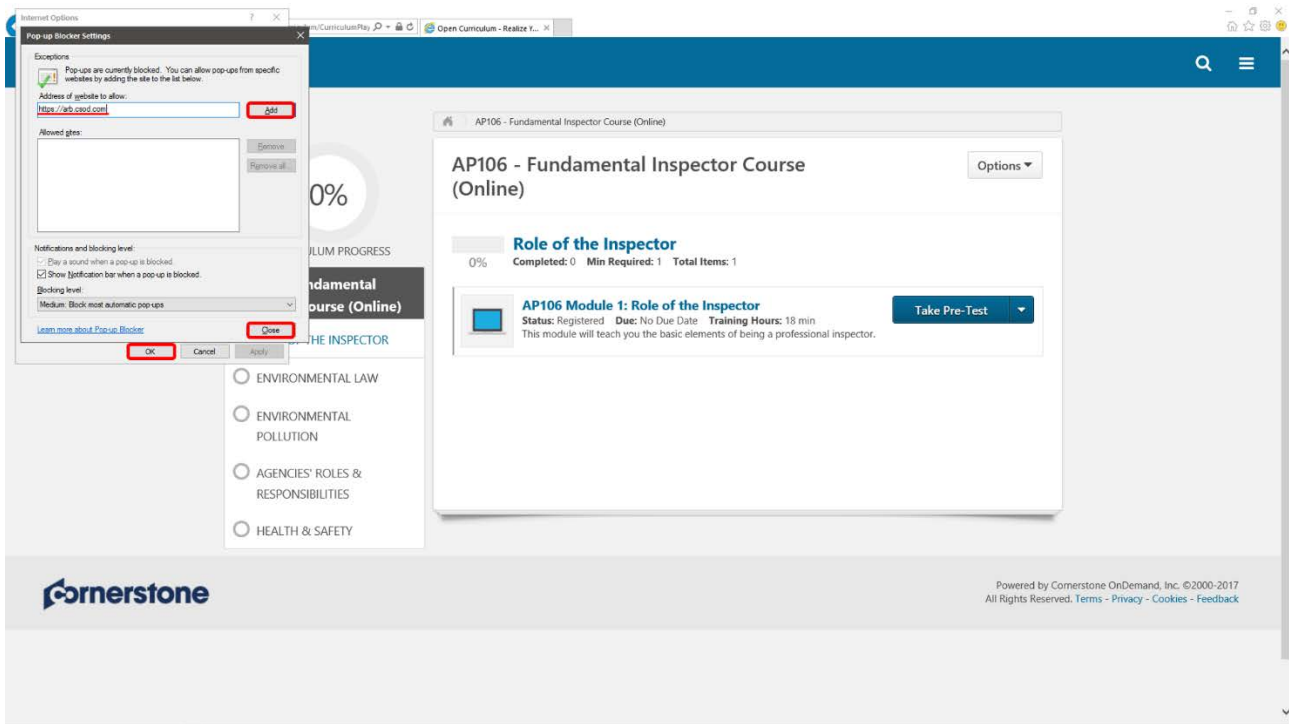 Internet Options
Pop-up Blocker Settings
Exceptions
Pop-ups are currently blocked. You can allow pop-ups from specific
websites by adding the site to the list below.
Address of website to allow:
https://arb.csod.com
Add
Allowed sites:
Remove
Remove all...
Notifications and blocking level:
Play a sound when a pop-up is blocked.
Show Notification bar when a pop-up is blocked.
Blocking level:
Medium: Block most automatic pop-ups
Learn more about Pop-up Blocker
Close
OK Cancel Apply
/CurriculumPlay
Open Curriculum - Realize Y...
AP106 - Fundamental Inspector Course (Online)
0%
ULUM PROGRESS
ndamental
ourse (Online)
THE INSPECTOR
ENVIRONMENTAL LAW
ENVIRONMENTAL
POLLUTION
AGENCIES' ROLES &
RESPONSIBILITIES
HEALTH & SAFETY
AP106 - Fundamental Inspector Course
(Online)
Options
Role of the Inspector
0% Completed: 0 Min Required: 1 Total Items: 1
AP106 Module 1: Role of the Inspector
Status: Registered Due: No Due Date Training Hours: 18 min
This module will teach you the basic elements of being a professional inspector.
Take Pre-Test
Cornerstone
Powered by Cornerstone OnDemand, Inc. ©2000-2017
All Rights Reserved. Terms - Privacy - Cookies - Feedback